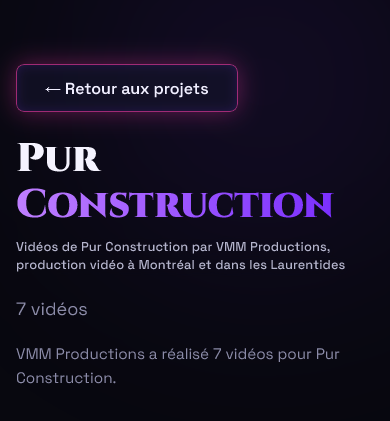 ← Retour aux projets
Pur
Construction
Vidéos de Pur Construction par VMM Productions,
production vidéo à Montréal et dans les Laurentides
7 vidéos
VMM Productions a réalisé 7 vidéos pour Pur
Construction.